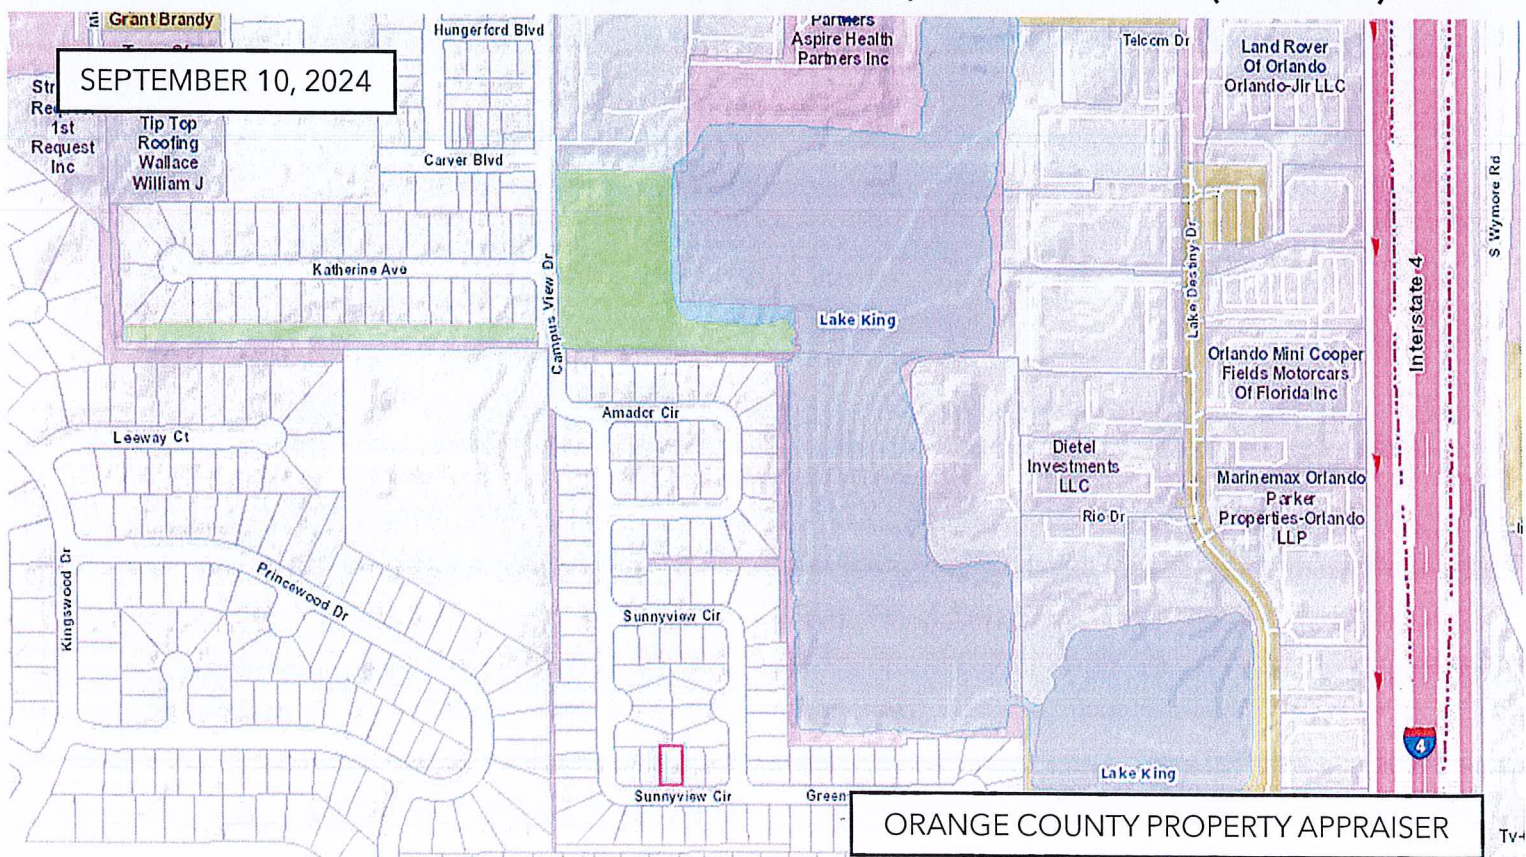 Grant Brandy
SEPTEMBER 10, 2024
1st
Request
Inc
Tip Top
Roofing
Wallace
William J
Hungerford Blvd
Carver Blvd
Partners
Aspire Health
Partners Inc
Telcom Dr
Land Rover
Of Orlando
Orlando-Jlr LLC
S Wymore Rd
Katherine Ave
Campus View Dr
Lake King
Lake Destiny Dr
Interstate 4
Orlando Mini Cooper
Fields Motorcars
Of Florida Inc
Leeway Ct
Amador Cir
Dietel
Investments
LLC
Marinemax Orlando
Parker
Properties-Orlando
LLP
Rio Dr
Kingswood Dr
Princewood Dr
Sunnyview Cir
4
Lake King
Sunnyview Cir
Green
ORANGE COUNTY PROPERTY APPRAISER